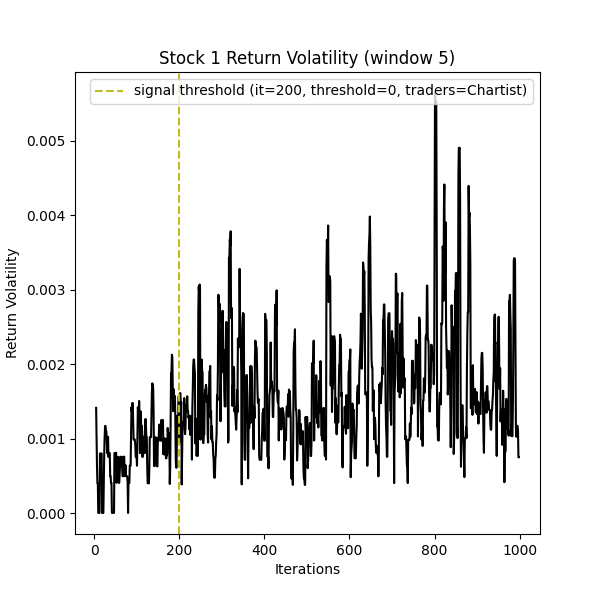 Stock 1 Return Volatility (window 5)
signal threshold (it=200, threshold=0, traders=Chartist)
Return Volatility
0.005
0.004
0.003
0.002
0.001
0.000
0 200 400 600 800 1000
Iterations